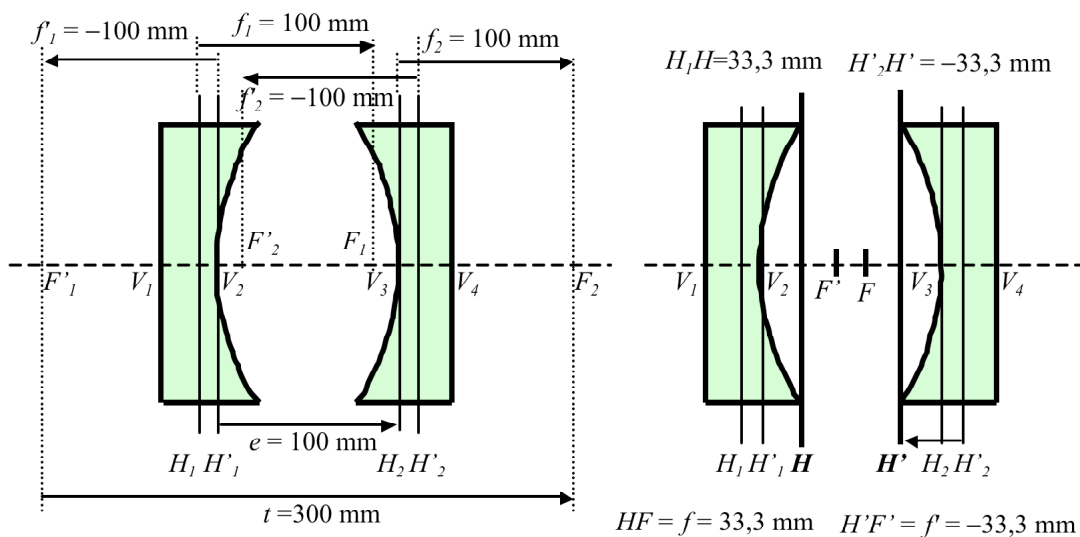 f'₁ = –100 mm
f₁ = 100 mm
f₂ = 100 mm
f'₂ = –100 mm
F'₂
F₁
F'₁
V₁
V₂
V₃
V₄
F₂
e = 100 mm
H₁ H'₁
H₂ H'₂
t =300 mm
H₁H=33,3 mm
H'₂H' = –33,3 mm
V₁
V₂
F'
F
V₃
V₄
H₁ H'₁ H
H' H₂ H'₂
HF = f = 33,3 mm
H'F' = f' = –33,3 mm